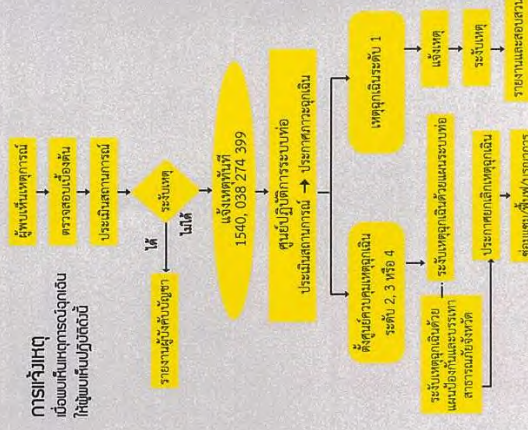 การแจ้งเหตุ
เมื่อพบเห็นเหตุการณ์ฉุกเฉิน
ให้ผู้พบเห็นปฏิบัติดังนี้
ผู้พบเห็นเหตุการณ์
ตรวจสอบเบื้องต้น
ประเมินสถานการณ์
ระงับเหตุ
ได้
ไม่ได้
รายงานผู้บังคับบัญชา
แจ้งเหตุทันที
1540, 038 274 399
ศูนย์ปฏิบัติการระบบท่อ
ประเมินสถานการณ์ → ประกาศภาวะฉุกเฉิน
ตั้งศูนย์ควบคุมเหตุฉุกเฉิน
ระดับ 2, 3 หรือ 4
เหตุฉุกเฉินระดับ 1
ระงับเหตุฉุกเฉินด้วย
แผนป้องกันและบรรเทา
สาธารณภัยจังหวัด
ระงับเหตุฉุกเฉินด้วยแผนระบบท่อ
แจ้งเหตุ
ระงับเหตุ
ประกาศยกเลิกเหตุฉุกเฉิน
รายงานและสอบสวน